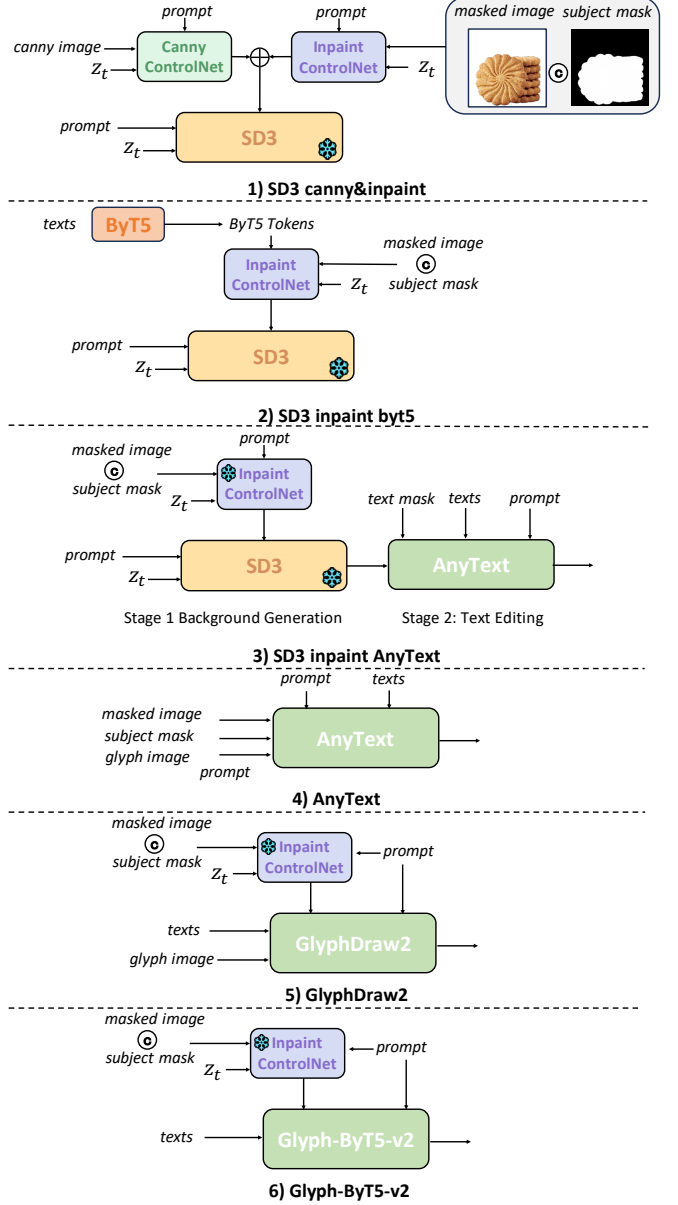 prompt prompt masked image subject mask
canny image Canny ControlNet Inpaint ControlNet
z_t z_t c
prompt SD3
z_t
1) SD3 canny&inpaint
texts ByT5 ByT5 Tokens
masked image
Inpaint ControlNet c
z_t subject mask
prompt SD3
z_t
2) SD3 inpaint byt5
prompt
masked image
c Inpaint ControlNet
subject mask
z_t text mask texts prompt
prompt SD3 AnyText
z_t
Stage 1 Background Generation Stage 2: Text Editing
3) SD3 inpaint AnyText
prompt texts
masked image
subject mask AnyText
glyph image
prompt
4) AnyText
masked image
c Inpaint ControlNet prompt
subject mask
z_t
texts GlyphDraw2
glyph image
5) GlyphDraw2
masked image
c Inpaint ControlNet prompt
subject mask
z_t
texts Glyph-ByT5-v2
6) Glyph-ByT5-v2